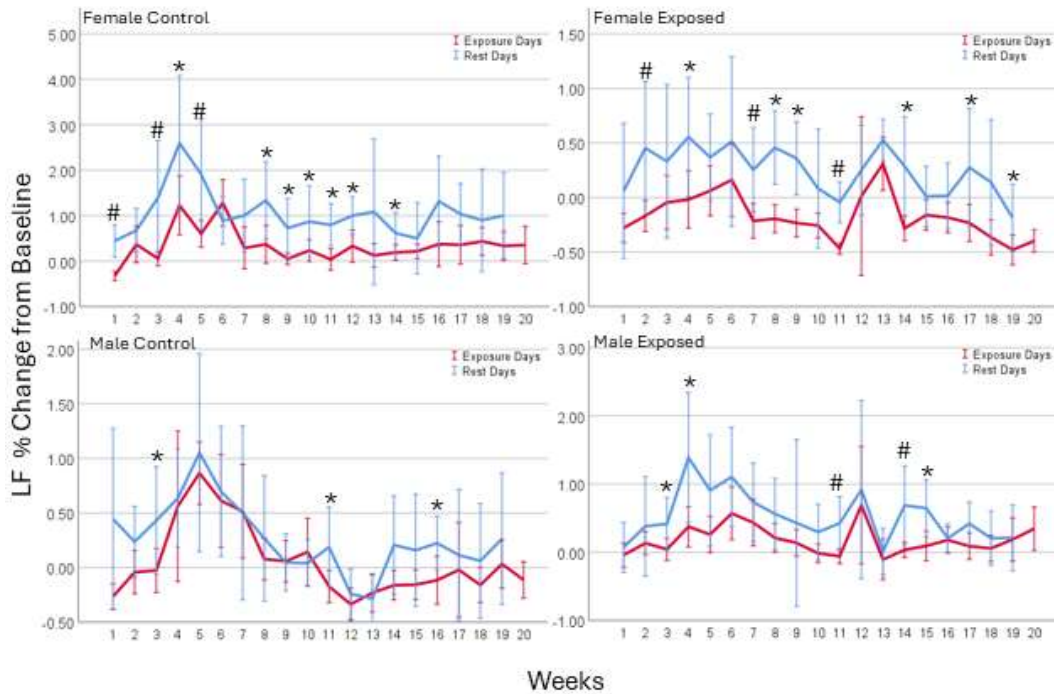 Female Control
Exposure Days
Rest Days
5.00
4.00
3.00
2.00
1.00
0.00
-1.00
# # * # * * * * * *
1 2 3 4 5 6 7 8 9 10 11 12 13 14 15 16 17 18 19 20
Female Exposed
Exposure Days
Rest Days
1.50
1.00
0.50
0.00
-0.50
-1.00
# * # * * # * * *
1 2 3 4 5 6 7 8 9 10 11 12 13 14 15 16 17 18 19 20
Male Control
Exposure Days
Rest Days
2.00
1.50
1.00
0.50
0.00
-0.50
* * *
1 2 3 4 5 6 7 8 9 10 11 12 13 14 15 16 17 18 19 20
Male Exposed
Exposure Days
Rest Days
3.00
2.00
1.00
0.00
-1.00
* * # # *
1 2 3 4 5 6 7 8 9 10 11 12 13 14 15 16 17 18 19 20
LF % Change from Baseline
Weeks